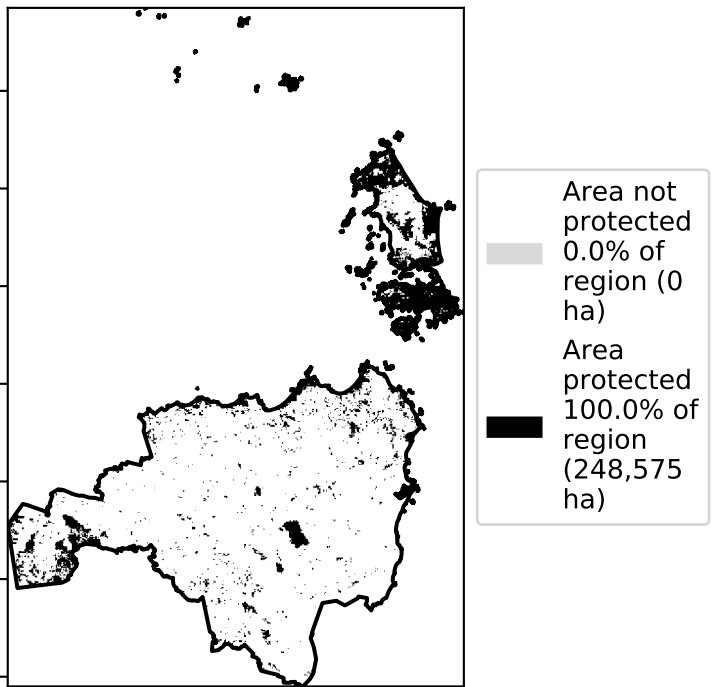 Area not
protected
0.0% of
region (0
ha)
Area
protected
100.0% of
region
(248,575
ha)